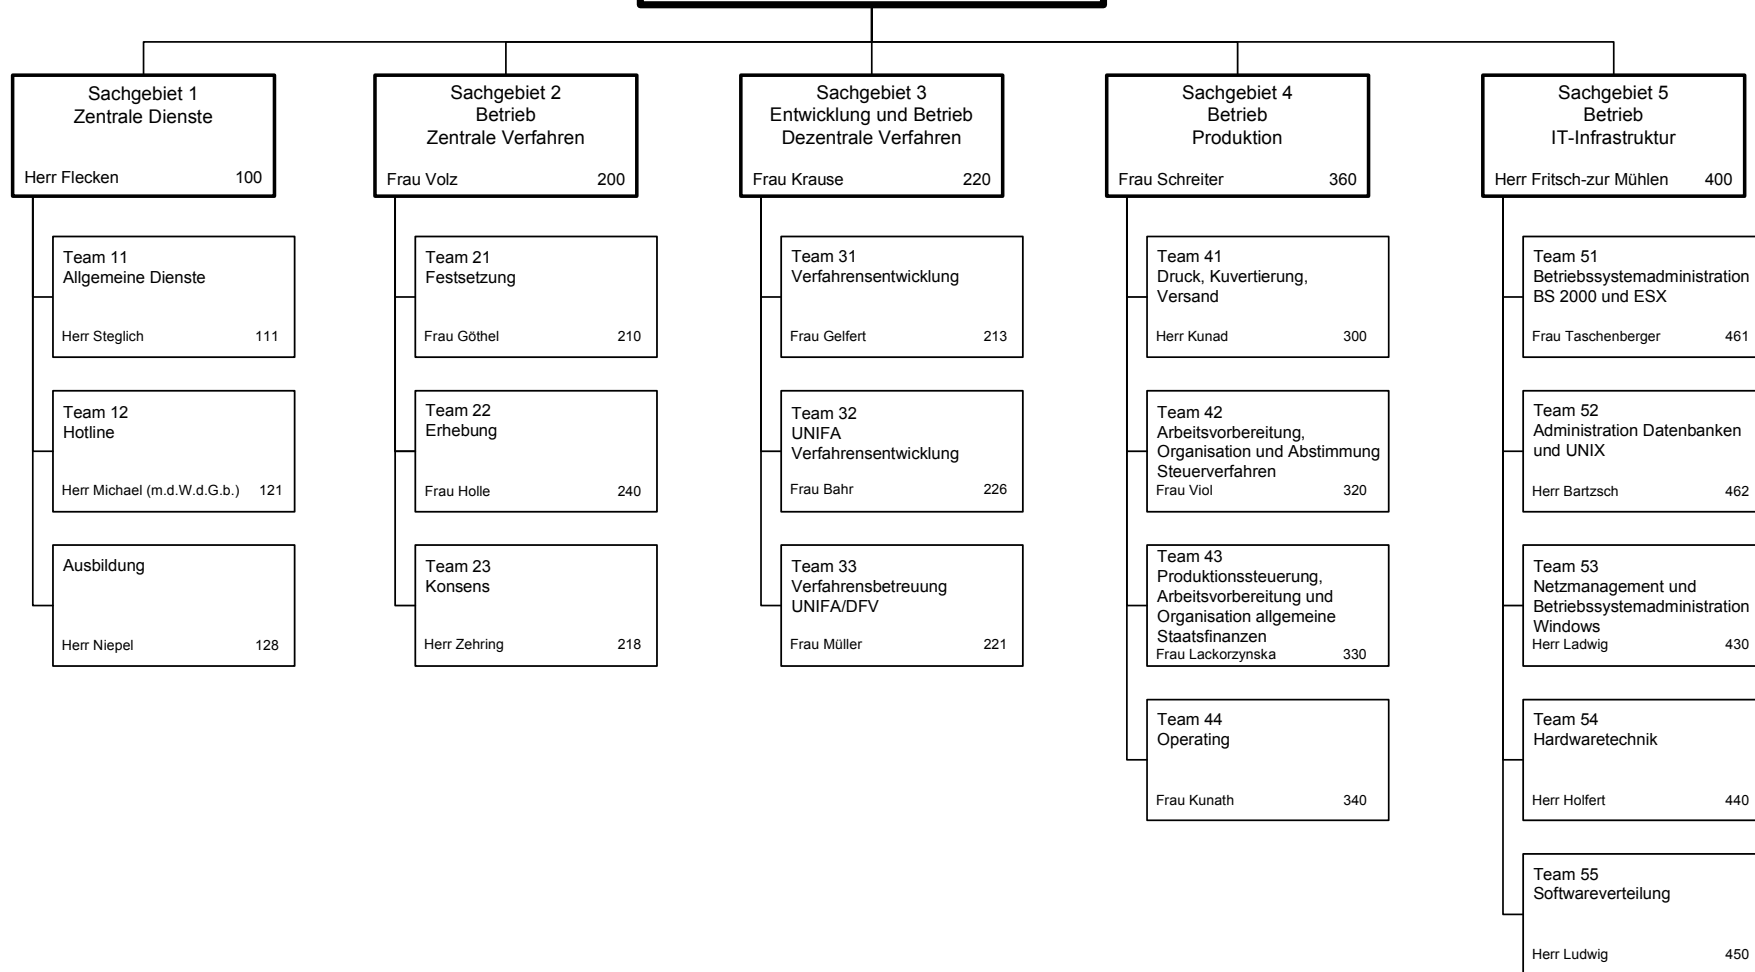 Sachgebiet 1
Zentrale Dienste
Herr Flecken 100
Team 11
Allgemeine Dienste
Herr Steglich 111
Team 12
Hotline
Herr Michael (m.d.W.d.G.b.) 121
Ausbildung
Herr Niepel 128
Sachgebiet 2
Betrieb
Zentrale Verfahren
Frau Volz 200
Team 21
Festsetzung
Frau Göthel 210
Team 22
Erhebung
Frau Holle 240
Team 23
Konsens
Herr Zehring 218
Sachgebiet 3
Entwicklung und Betrieb
Dezentrale Verfahren
Frau Krause 220
Team 31
Verfahrensentwicklung
Frau Gelfert 213
Team 32
UNIFA
Verfahrensentwicklung
Frau Bahr 226
Team 33
Verfahrensbetreuung
UNIFA/DFV
Frau Müller 221
Sachgebiet 4
Betrieb
Produktion
Frau Schreiter 360
Team 41
Druck, Kuvertierung,
Versand
Herr Kunad 300
Team 42
Arbeitsvorbereitung,
Organisation und Abstimmung
Steuerverfahren
Frau Viol 320
Team 43
Produktionssteuerung,
Arbeitsvorbereitung und
Organisation allgemeine
Staatsfinanzen
Frau Lackorzynska 330
Team 44
Operating
Frau Kunath 340
Sachgebiet 5
Betrieb
IT-Infrastruktur
Herr Fritsch-zur Mühlen 400
Team 51
Betriebssystemadministration
BS 2000 und ESX
Frau Taschenberger 461
Team 52
Administration Datenbanken
und UNIX
Herr Bartzsch 462
Team 53
Netzmanagement und
Betriebssystemadministration
Windows
Herr Ladwig 430
Team 54
Hardwaretechnik
Herr Holfert 440
Team 55
Softwareverteilung
Herr Ludwig 450